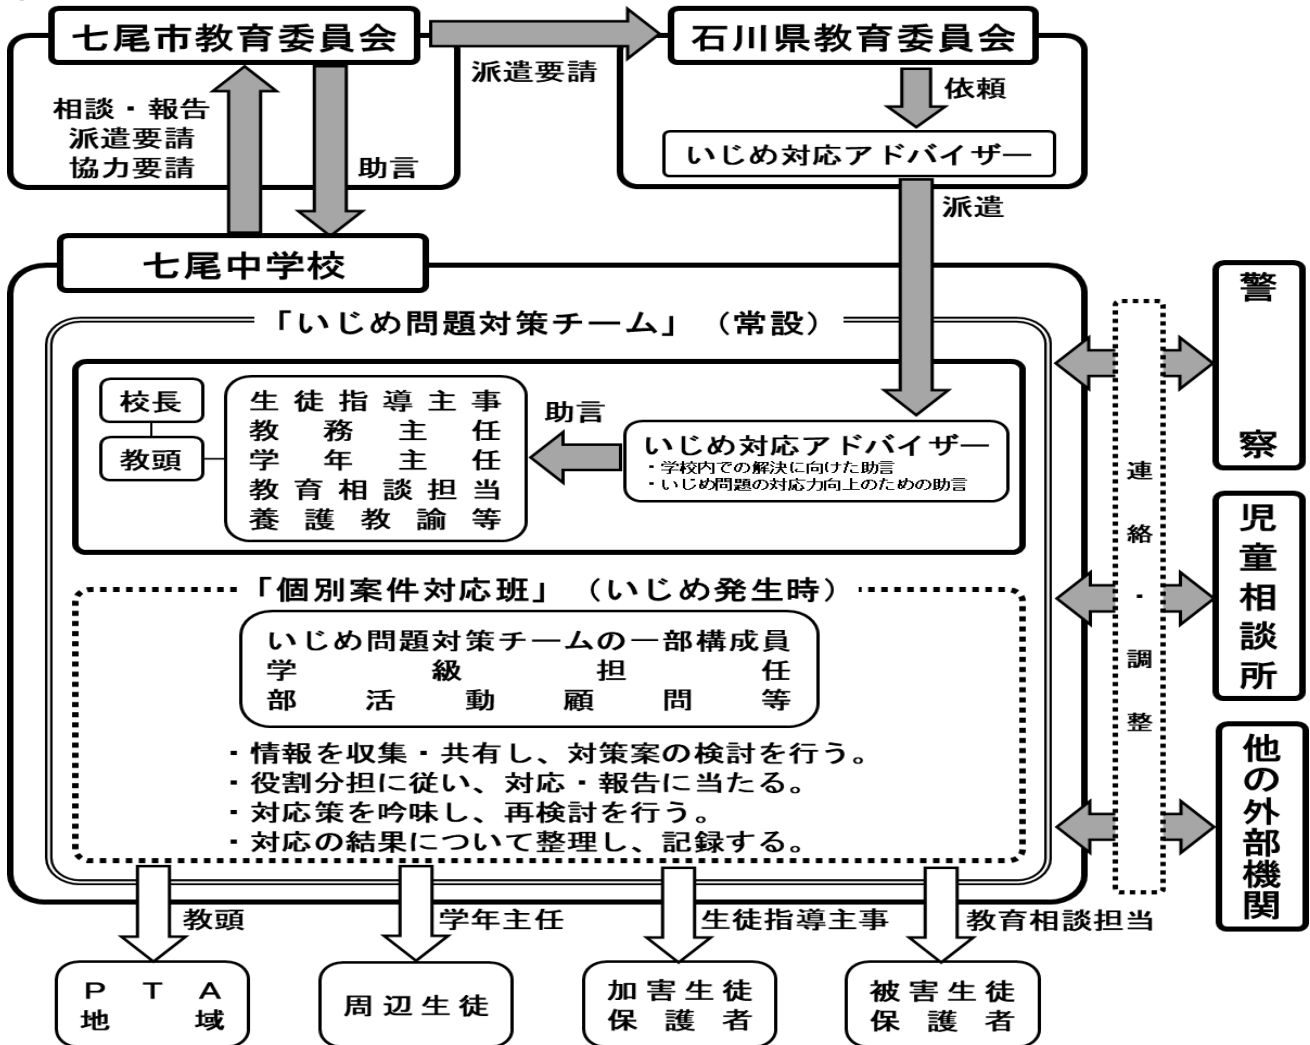 七尾市教育委員会
石川県教育委員会
派遣要請
相談・報告
派遣要請
協力要請
助言
依頼
いじめ対応アドバイザー
派遣
七尾中学校
「いじめ問題対策チーム」（常設）
校長
教頭
生徒指導主事
教務主任
学年主任
教育相談担当
養護教諭等
助言
いじめ対応アドバイザー
・学校内での解決に向けた助言
・いじめ問題の対応力向上のための助言
「個別案件対応班」（いじめ発生時）
いじめ問題対策チームの一部構成員
学級担任
部活動顧問等
・情報を収集・共有し、対策案の検討を行う。
・役割分担に従い、対応・報告に当たる。
・対応策を吟味し、再検討を行う。
・対応の結果について整理し、記録する。
連絡・調整
警察
児童相談所
他の外部機関
教頭
学年主任
生徒指導主事
教育相談担当
ＰＴＡ
地域
周辺生徒
加害生徒
保護者
被害生徒
保護者